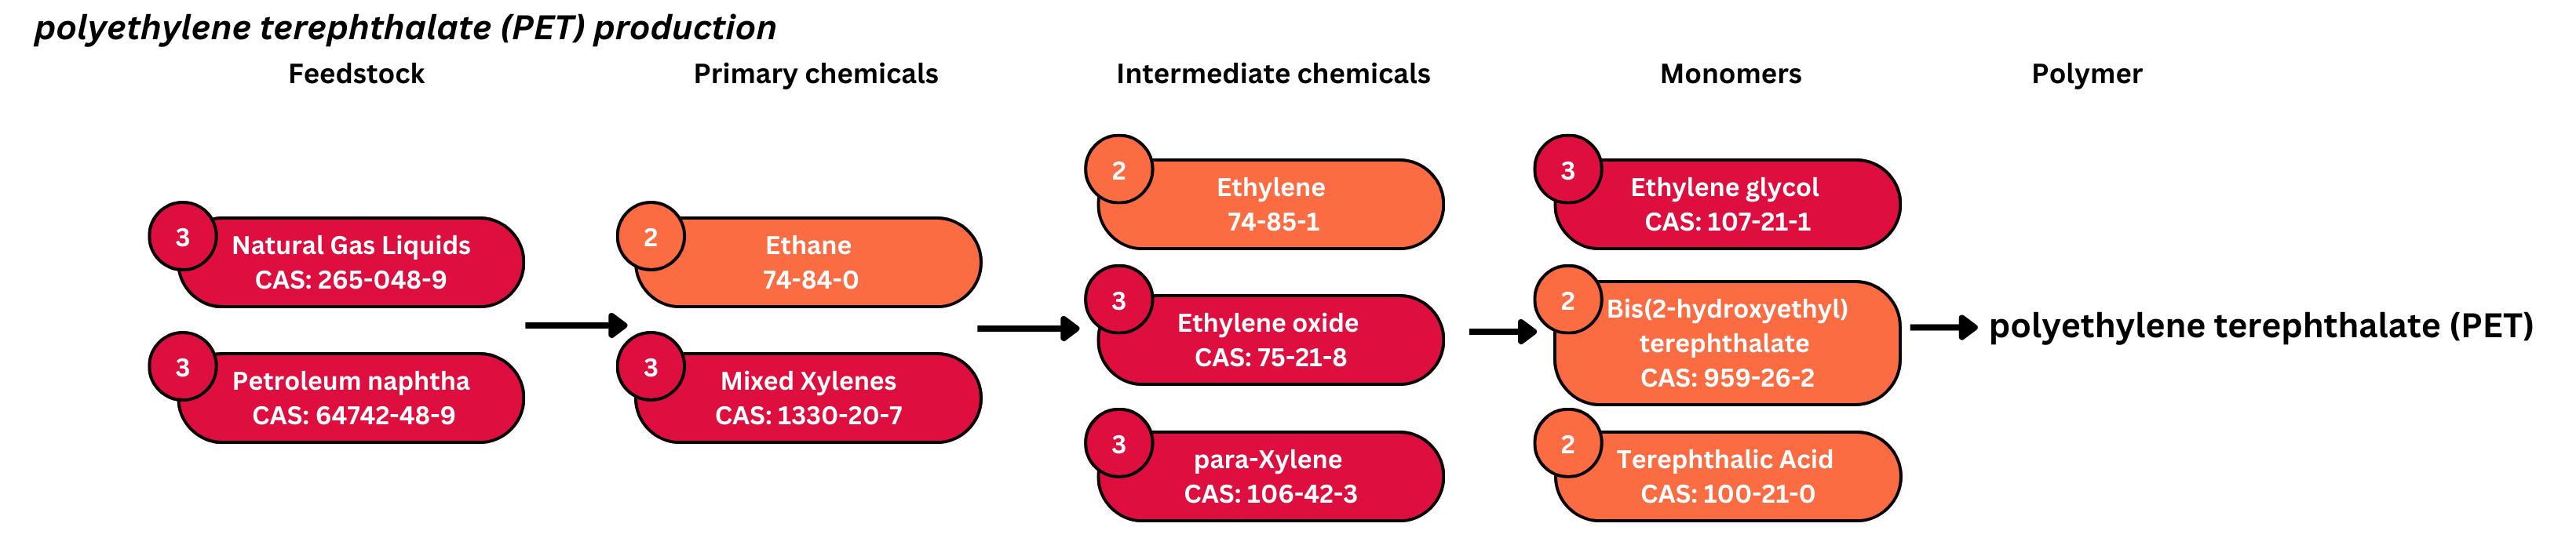 polyethylene terephthalate (PET) production
Feedstock
Primary chemicals
Intermediate chemicals
Monomers
Polymer
3
Natural Gas Liquids
CAS: 265-048-9
3
Petroleum naphtha
CAS: 64742-48-9
2
Ethane
74-84-0
3
Mixed Xylenes
CAS: 1330-20-7
2
Ethylene
74-85-1
3
Ethylene oxide
CAS: 75-21-8
3
para-Xylene
CAS: 106-42-3
3
Ethylene glycol
CAS: 107-21-1
2
Bis(2-hydroxyethyl)
terephthalate
CAS: 959-26-2
2
Terephthalic Acid
CAS: 100-21-0
polyethylene terephthalate (PET)